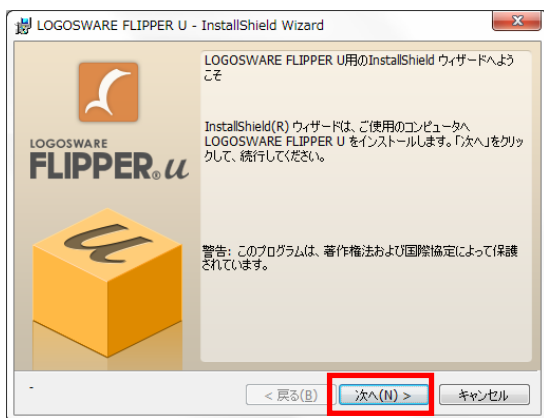 LOGOSWARE FLIPPER U - InstallShield Wizard
LOGOSWARE FLIPPER U用のInstallShield ウィザードへよう
こそ
InstallShield(R) ウィザードは、ご使用のコンピュータへ
LOGOSWARE FLIPPER U をインストールします。「次へ」をクリッ
クして、続行してください。
LOGOSWARE
FLIPPER® u
警告: このプログラムは、著作権法および国際協定によって保護
されています。
u
-
< 戻る(B)
次へ(N) >
キャンセル